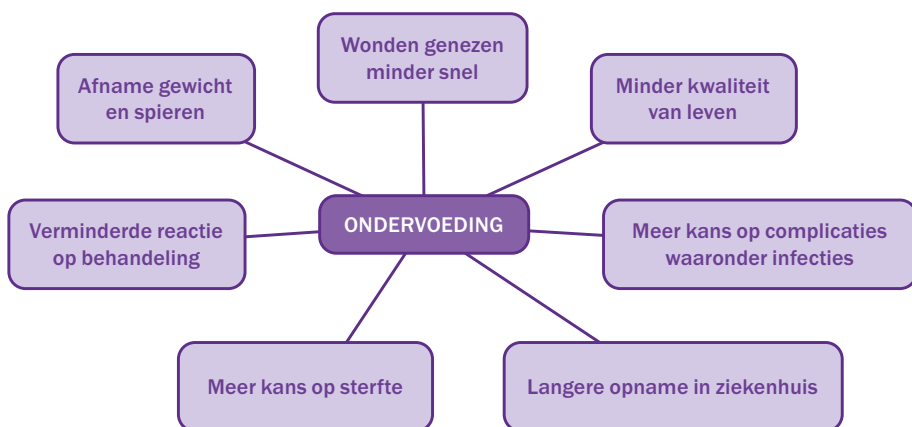 Wonden genezen
minder snel
Afname gewicht
en spieren
Minder kwaliteit
van leven
ONDERVOEDING
Verminderde reactie
op behandeling
Meer kans op complicaties
waaronder infecties
Meer kans op sterfte
Langere opname in ziekenhuis